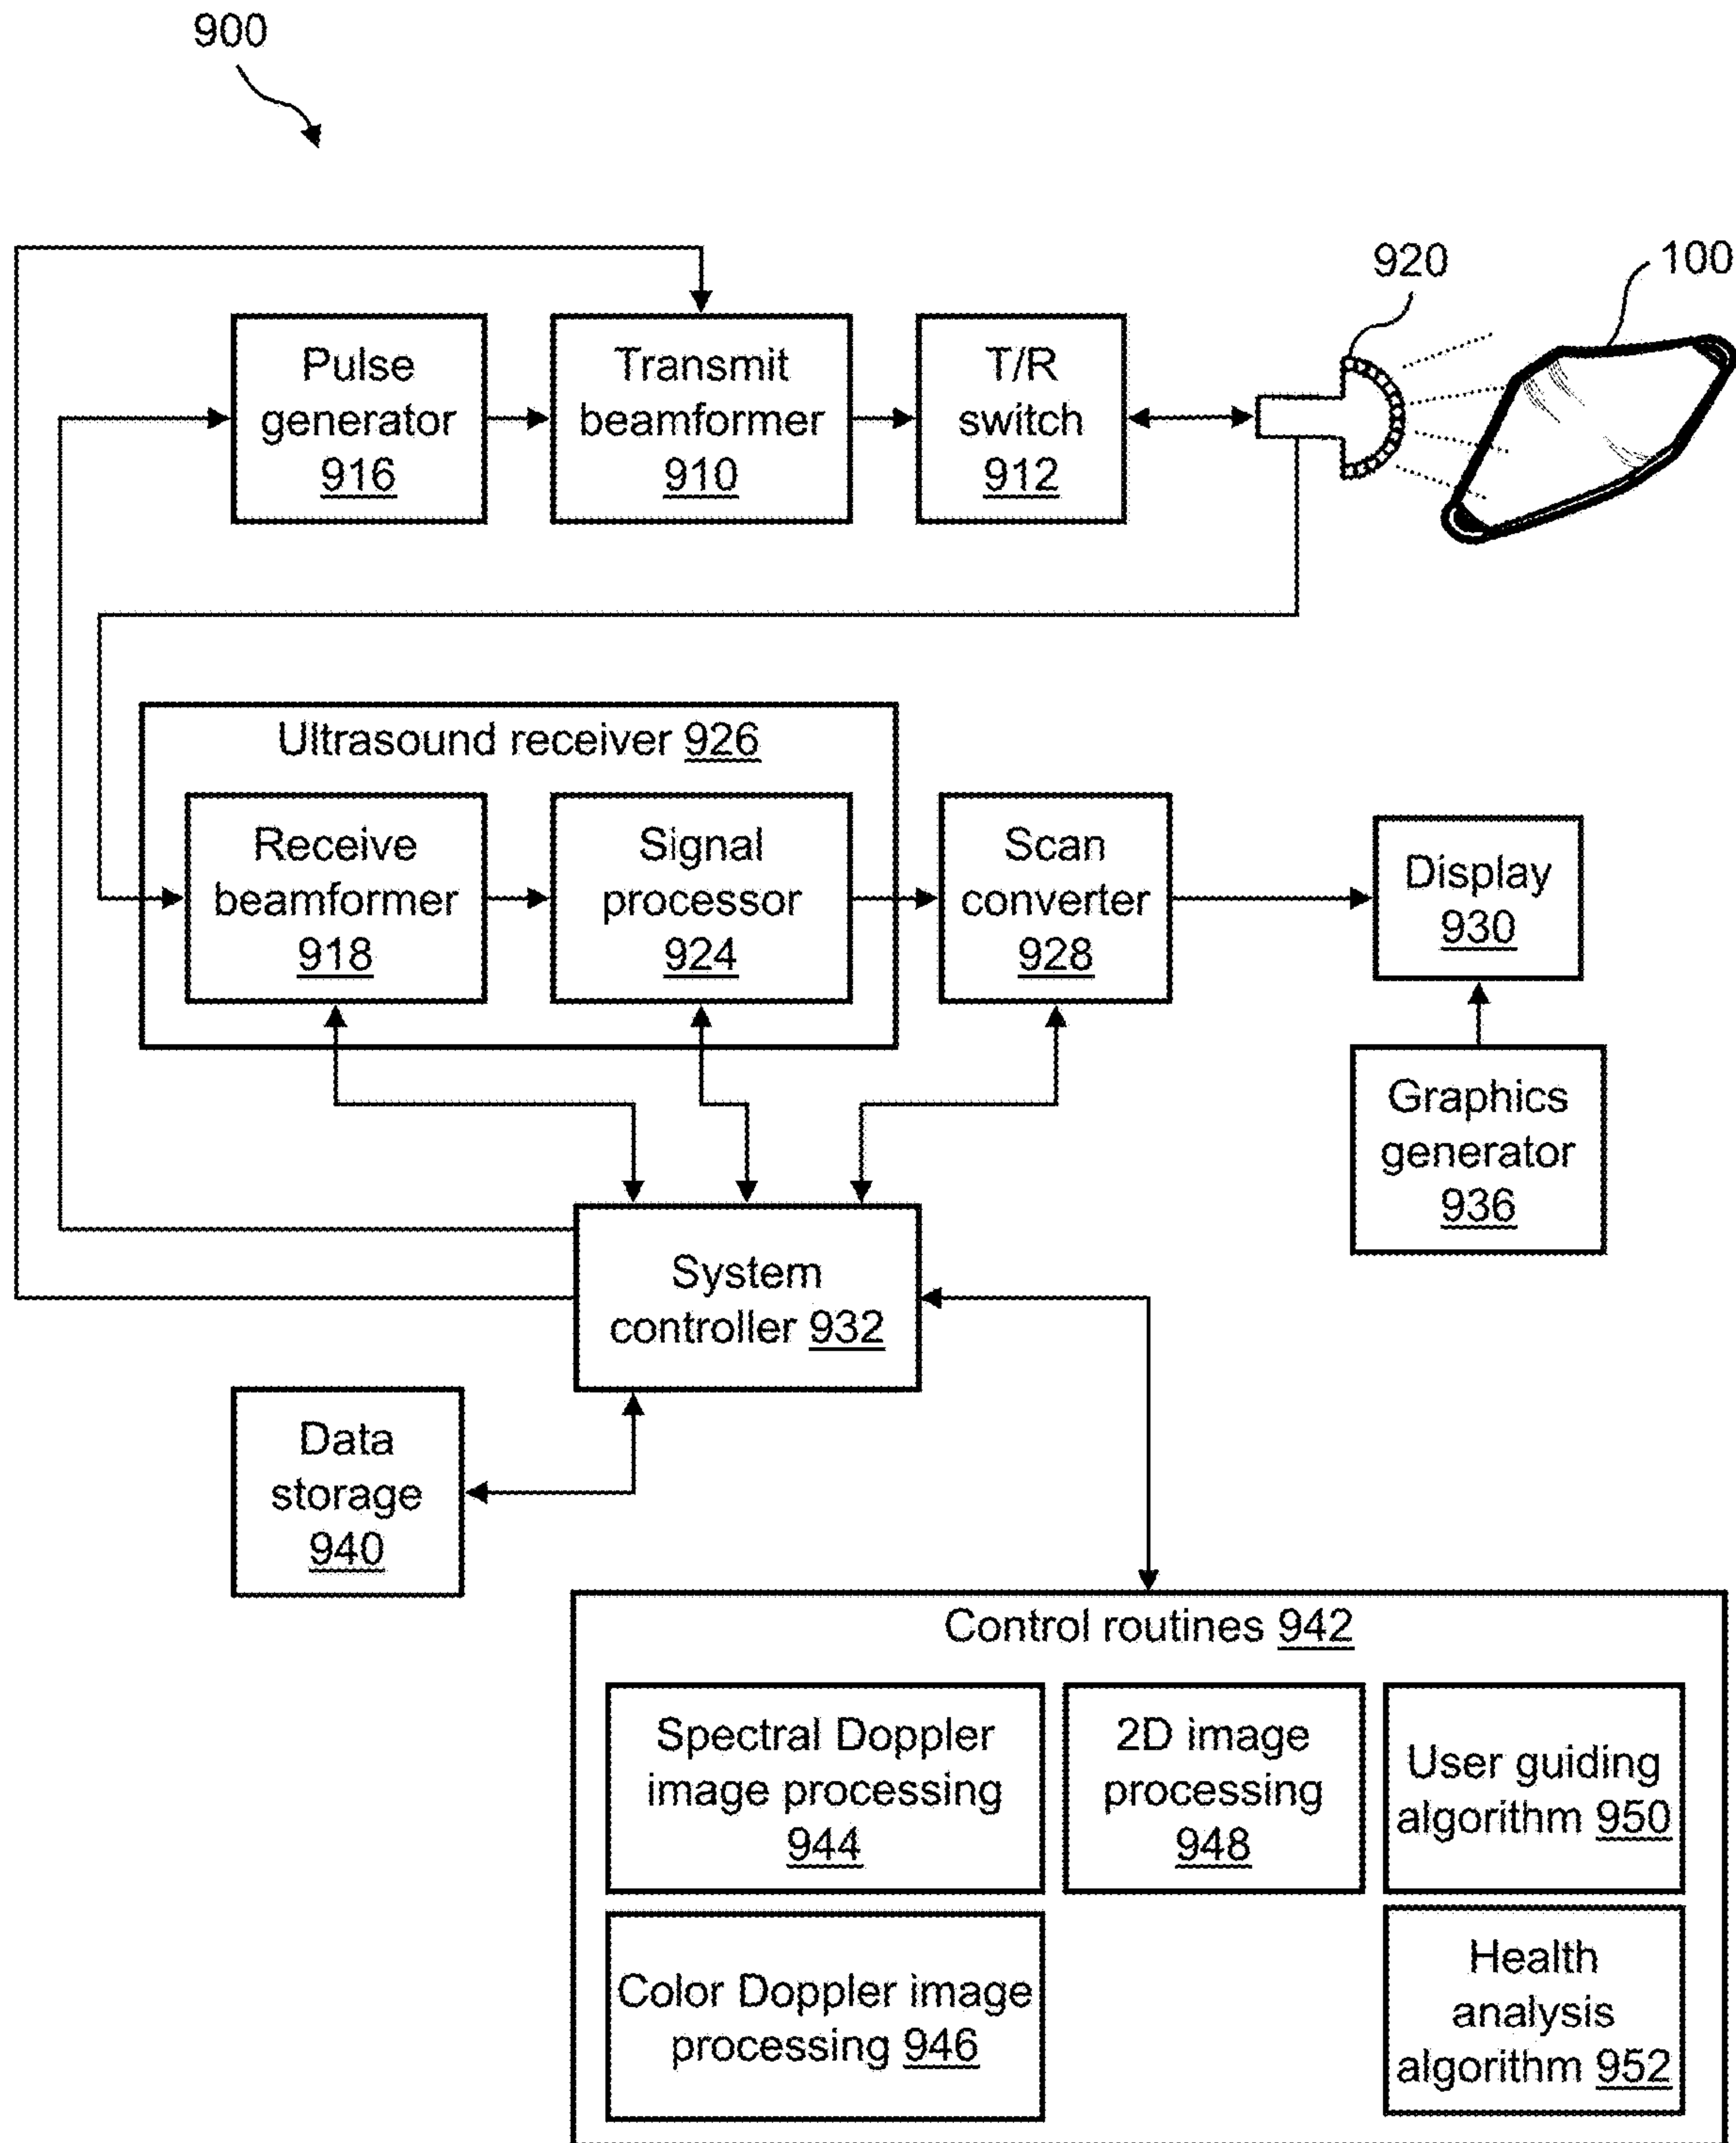 900
920
100
Pulse
generator
916
Transmit
beamformer
910
T/R
switch
912
Ultrasound receiver 926
Receive
beamformer
918
Signal
processor
924
Scan
converter
928
Display
930
Graphics
generator
936
System
controller 932
Data
storage
940
Control routines 942
Spectral Doppler
image processing
944
2D image
processing
948
User guiding
algorithm 950
Color Doppler image
processing 946
Health
analysis
algorithm 952